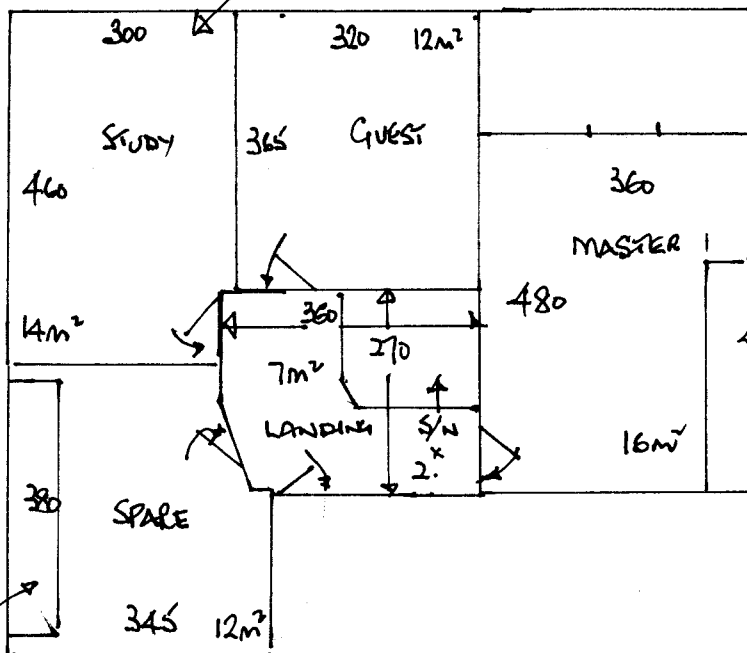 300
320 12m²
STUDY
365
GUEST
460
360
MASTER
480
14m²
360
270
7m²
LANDING
S/N
2.
16m²
380
SPARE
345 12m²